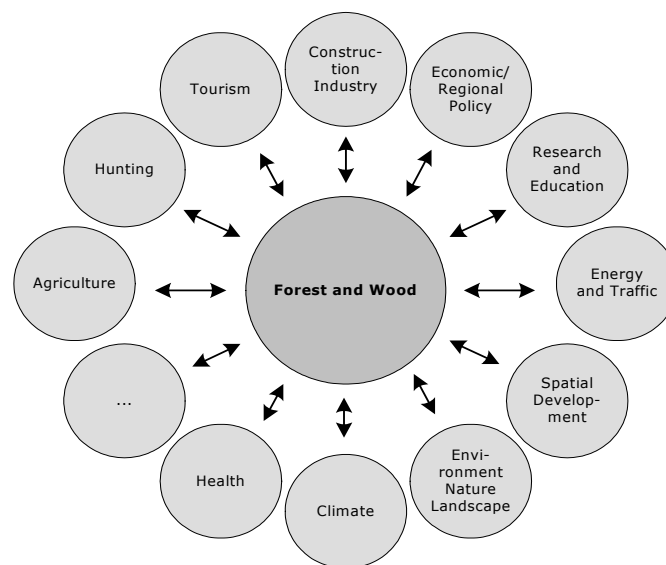 Construc-
tion
Industry
Economic/
Regional
Policy
Tourism
Research
and
Education
Hunting
Agriculture
Forest and Wood
Energy
and Traffic
...
Spatial
Develop-
ment
Envi-
ronment
Nature
Landscape
Health
Climate